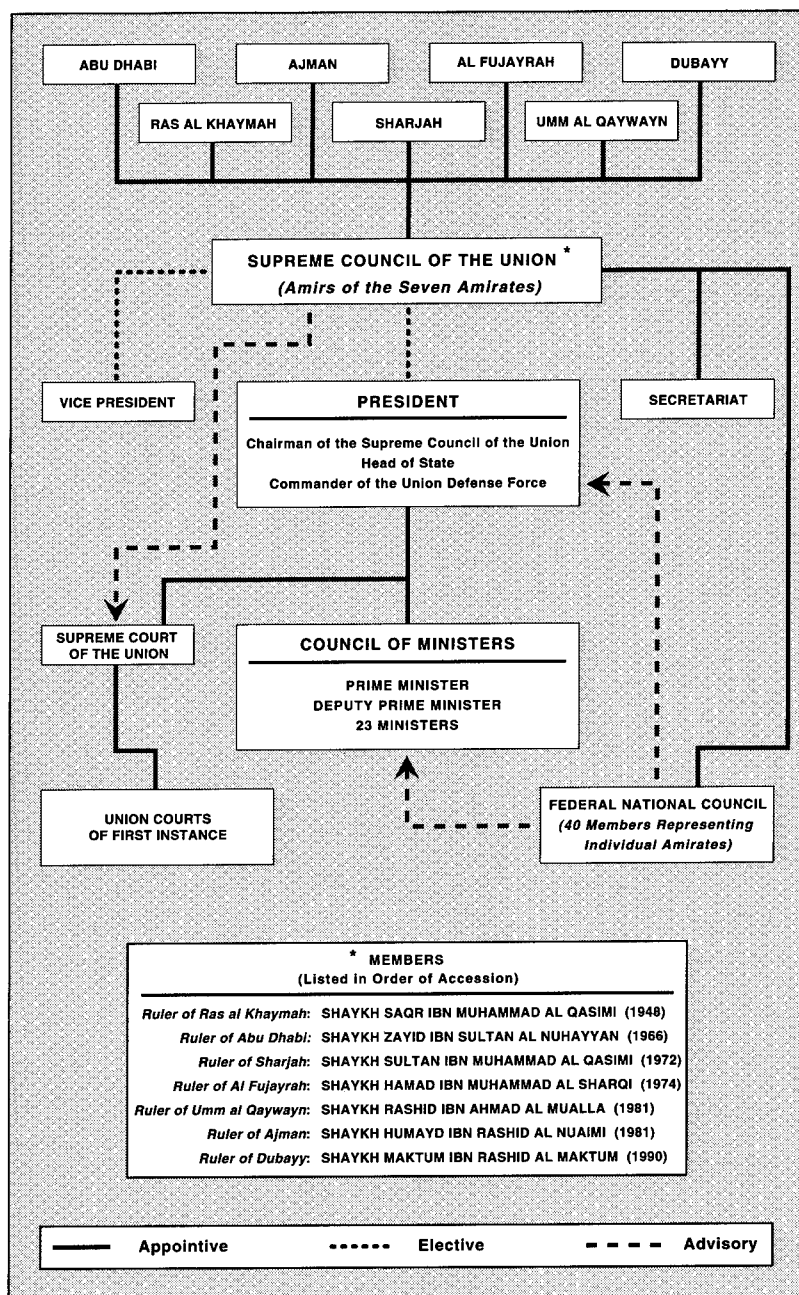 ABU DHABI
AJMAN
AL FUJAYRAH
DUBAYY
RAS AL KHAYMAH
SHARJAH
UMM AL QAYWAYN
SUPREME COUNCIL OF THE UNION *
(Amirs of the Seven Amirates)
VICE PRESIDENT
PRESIDENT
Chairman of the Supreme Council of the Union
Head of State
Commander of the Union Defense Force
SECRETARIAT
SUPREME COURT
OF THE UNION
COUNCIL OF MINISTERS
PRIME MINISTER
DEPUTY PRIME MINISTER
23 MINISTERS
UNION COURTS
OF FIRST INSTANCE
FEDERAL NATIONAL COUNCIL
(40 Members Representing
Individual Amirates)
* MEMBERS
(Listed in Order of Accession)
Ruler of Ras al Khaymah: SHAYKH SAQR IBN MUHAMMAD AL QASIMI (1948)
Ruler of Abu Dhabi: SHAYKH ZAYID IBN SULTAN AL NUHAYYAN (1966)
Ruler of Sharjah: SHAYKH SULTAN IBN MUHAMMAD AL QASIMI (1972)
Ruler of Al Fujayrah: SHAYKH HAMAD IBN MUHAMMAD AL SHARQI (1974)
Ruler of Umm al Qaywayn: SHAYKH RASHID IBN AHMAD AL MUALLA (1981)
Ruler of Ajman: SHAYKH HUMAYD IBN RASHID AL NUAIMI (1981)
Ruler of Dubayy: SHAYKH MAKTUM IBN RASHID AL MAKTUM (1990)
Appointive Elective Advisory